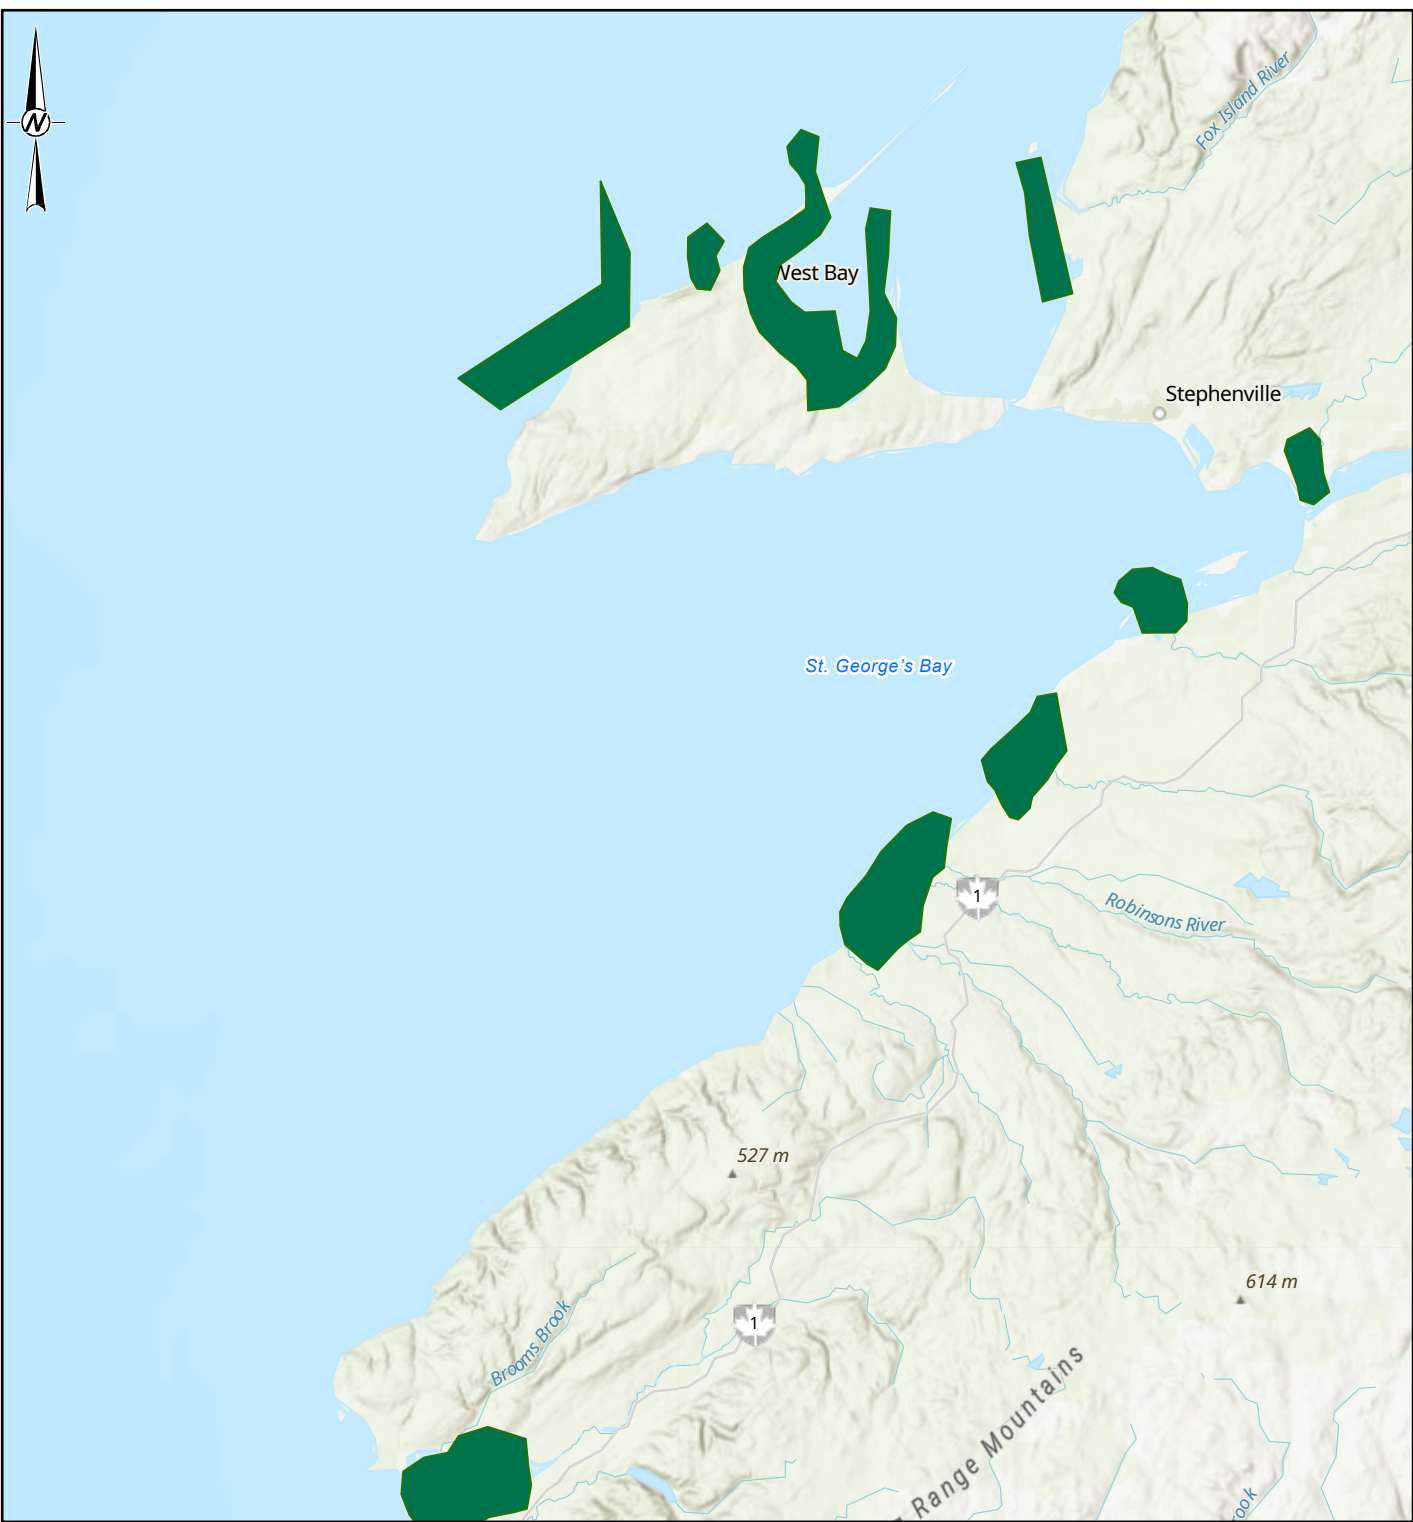 N
Fox Island River
West Bay
Stephenville
St. George's Bay
1
Robinsons River
527 m
614 m
1
Brooms Brook
Range Mountains
ook